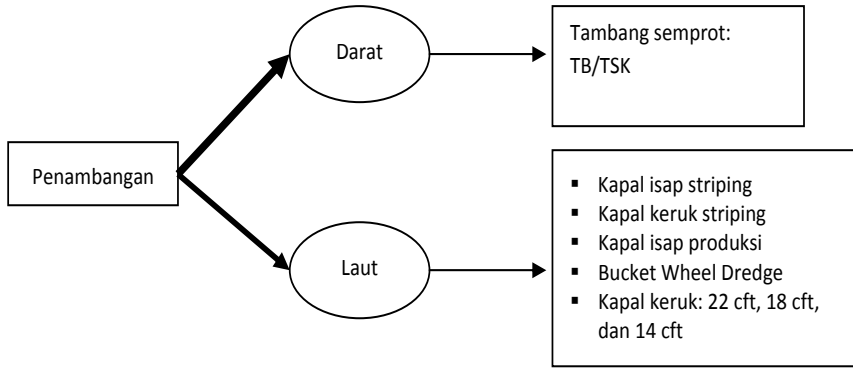 Penambangan
Darat
Tambang semprot:
TB/TSK
Laut
▪ Kapal isap striping
▪ Kapal keruk striping
▪ Kapal isap produksi
▪ Bucket Wheel Dredge
▪ Kapal keruk: 22 cft, 18 cft,
dan 14 cft